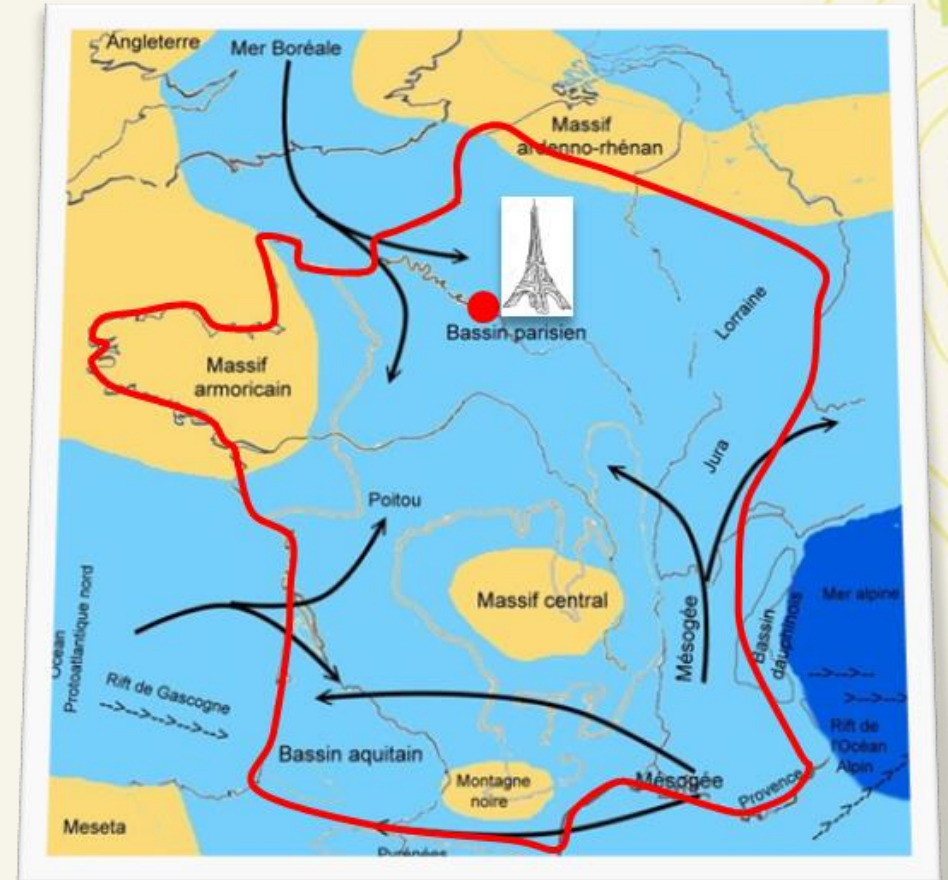 Angleterre
Mer Boréale
Massif
ardenno-rhénan
Bassin parisien
Lorraine
Massif
armoricain
Jura
Poitou
Massif central
Mésogée
Bassin
dauphinois
Mer alpine
Océan
Protoatlantique nord
Rift de Gascogne
Rift de
l'Océan
Alpin
Bassin aquitain
Montagne
noire
Mésogée
Provence
Meseta
Pyrénées